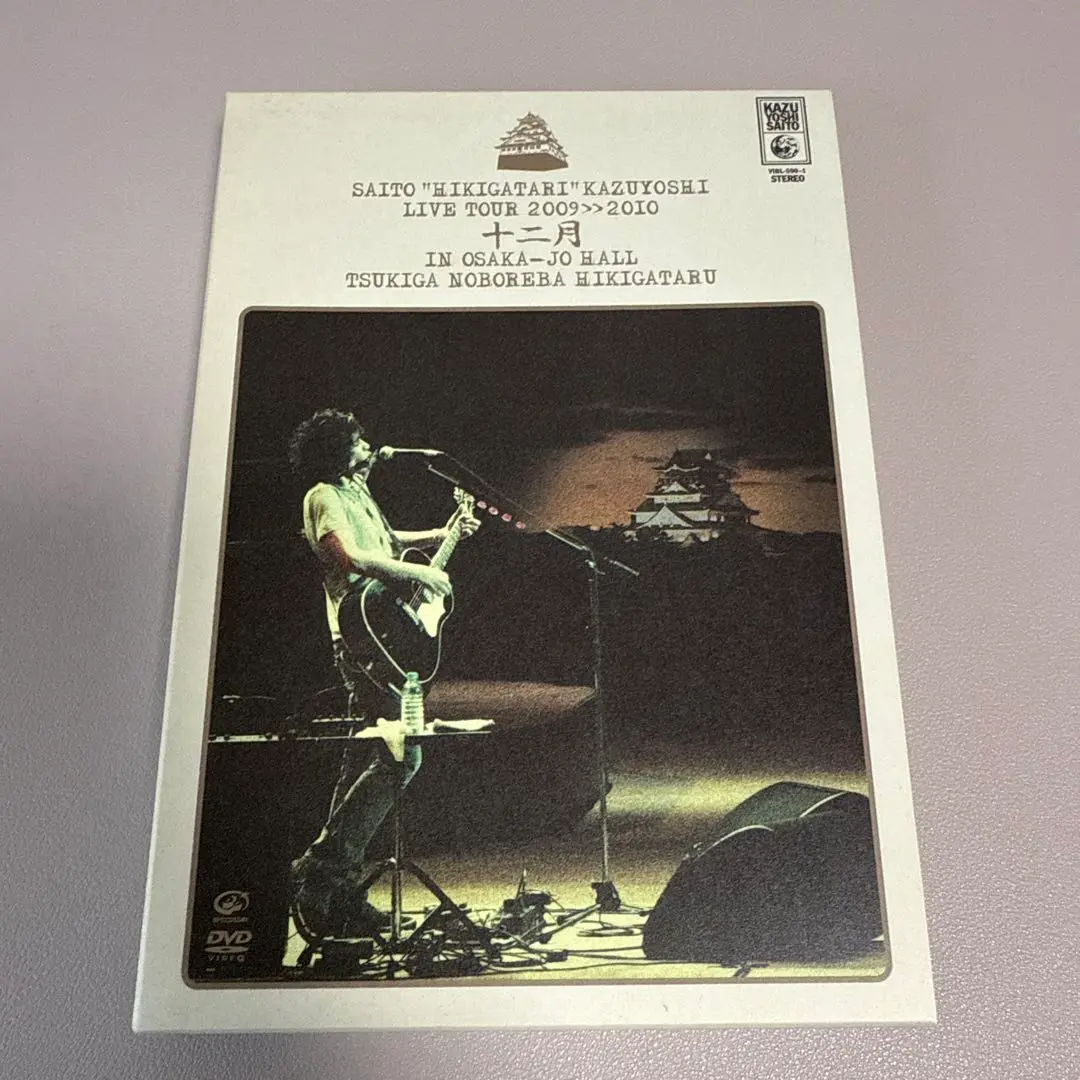 SAITO "HIKIGATARI" KAZUYOSHI
LIVE TOUR 2009>>2010
十二月
IN OSAKA-JO HALL
TSUKIGA NOBOREBA HIKIGATARU
KAZU
YOSHI
SAITO
VIBL-590~1
STEREO
SPEEDSTAR
DVD
VIDEO